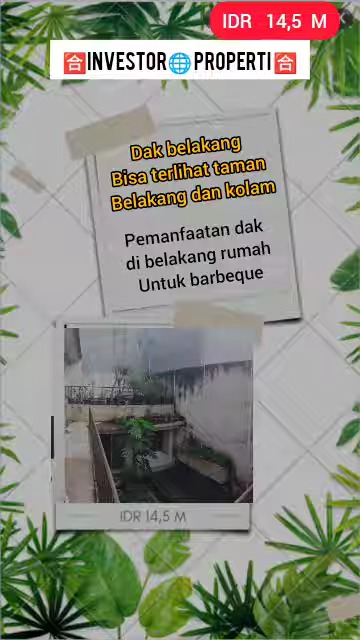 IDR 14,5 M
🈴INVESTOR🌐PROPERTI🈴
Dak belakang
Bisa terlihat taman
Belakang dan kolam
Pemanfaatan dak
di belakang rumah
Untuk barbeque
IDR 14,5 M